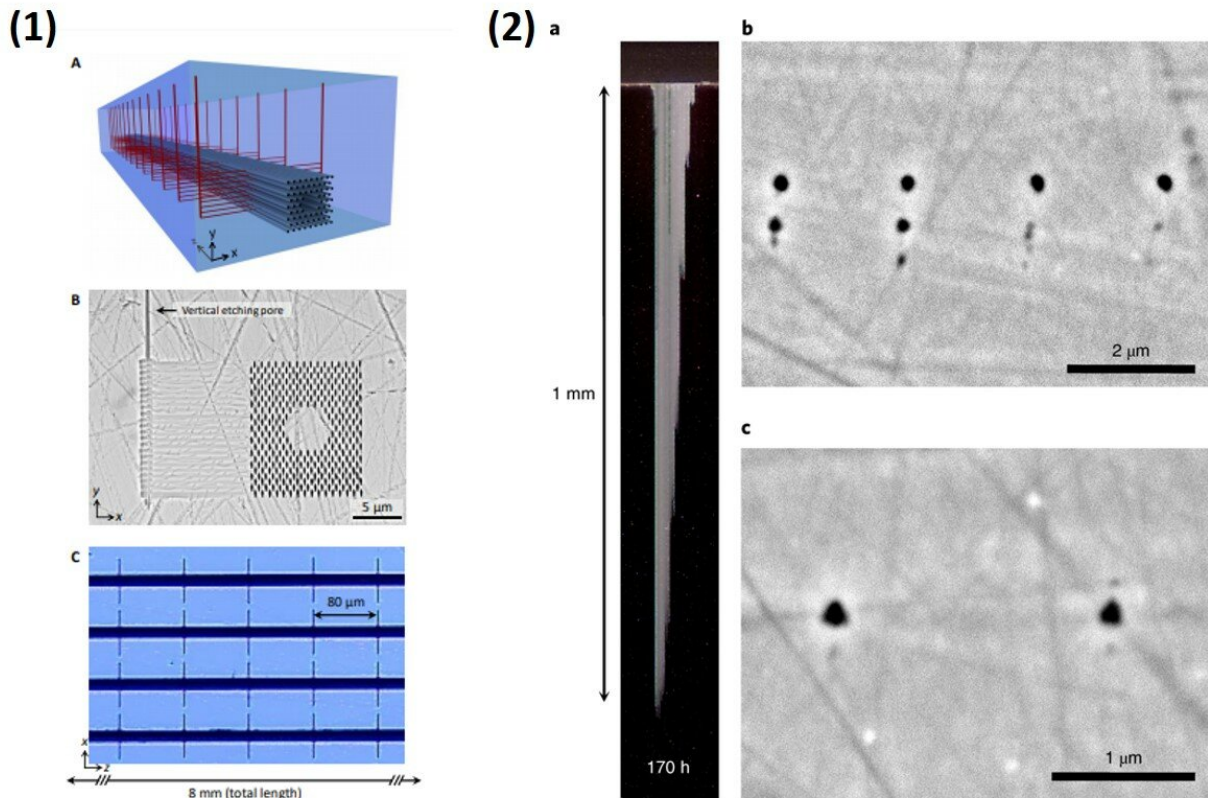 (1)
A
y
x
z
B
Vertical etching pore
y
x
5 µm
C
80 µm
x
z
8 mm (total length)
(2)
a
1 mm
170 h
b
2 µm
c
1 µm